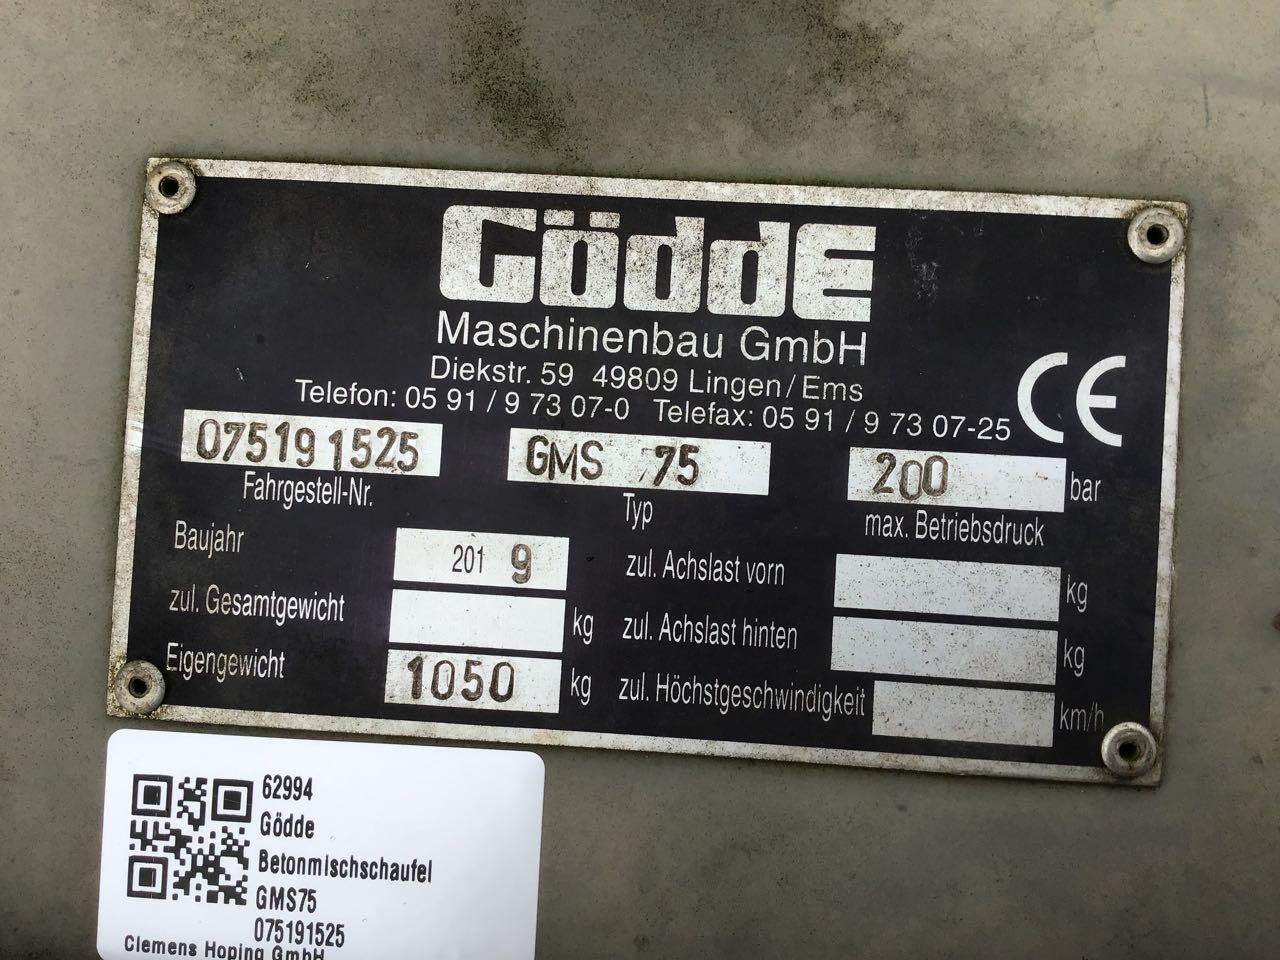 GöddE
Maschinenbau GmbH
Diekstr. 59 49809 Lingen/Ems
Telefon: 05 91 / 9 73 07-0 Telefax: 05 91 / 9 73 07-25
CE
075191525 GMS 75 200 bar
Fahrgestell-Nr. Typ max. Betriebsdruck
Baujahr 2019 zul. Achslast vorn kg
zul. Gesamtgewicht kg zul. Achslast hinten kg
Eigengewicht 1050 kg zul. Höchstgeschwindigkeit km/h
62994
Gödde
Betonmischschaufel
GMS75
075191525
Clemens Hoping GmbH